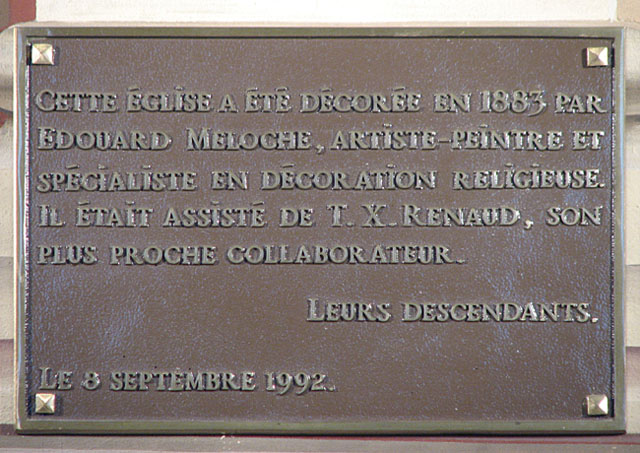 Cette église a été décorée en 1883 par
Edouard Meloche, artiste-peintre et
spécialiste en décoration religieuse.
Il était assisté de T. X. Renaud, son
plus proche collaborateur.
Leurs descendants.
Le 8 septembre 1992.